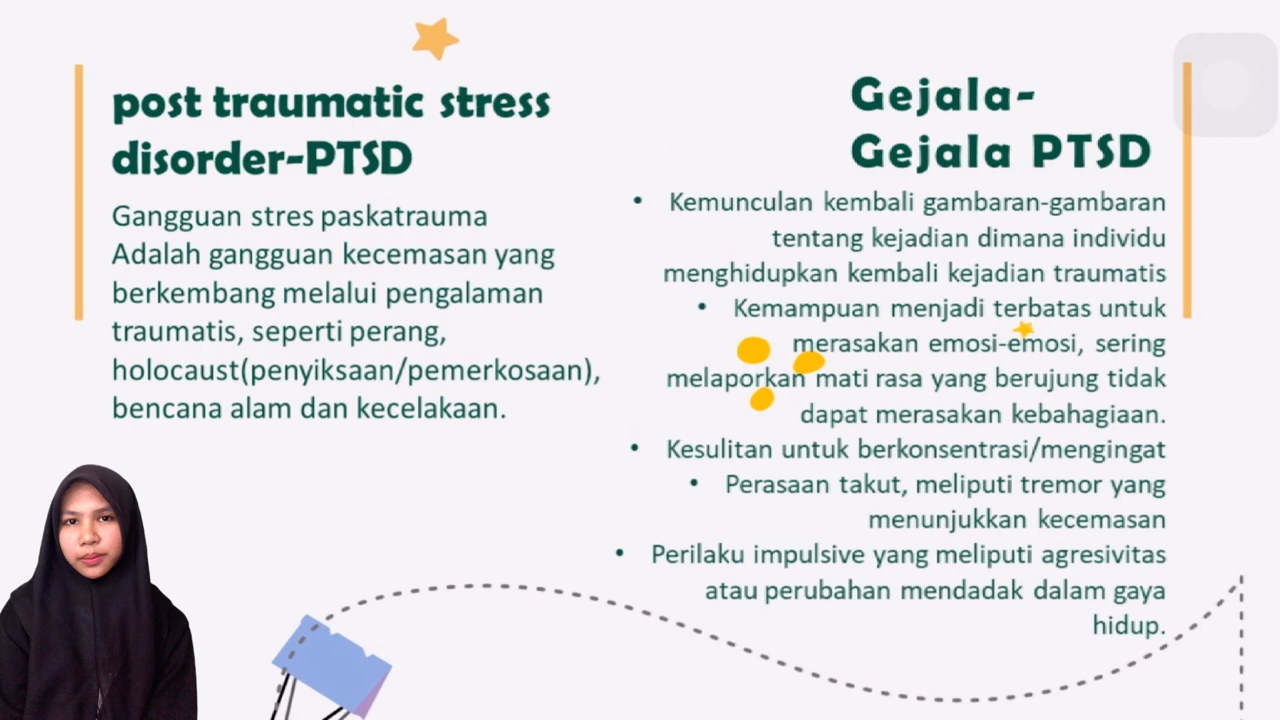 post traumatic stress
disorder-PTSD
Gangguan stres paskatrauma
Adalah gangguan kecemasan yang
berkembang melalui pengalaman
traumatis, seperti perang,
holocaust(penyiksaan/pemerkosaan),
bencana alam dan kecelakaan.
Gejala-
Gejala PTSD
• Kemunculan kembali gambaran-gambaran
tentang kejadian dimana individu
menghidupkan kembali kejadian traumatis
• Kemampuan menjadi terbatas untuk
merasakan emosi-emosi, sering
melaporkan mati rasa yang berujung tidak
dapat merasakan kebahagiaan.
• Kesulitan untuk berkonsentrasi/mengingat
• Perasaan takut, meliputi tremor yang
menunjukkan kecemasan
• Perilaku impulsive yang meliputi agresivitas
atau perubahan mendadak dalam gaya
hidup.